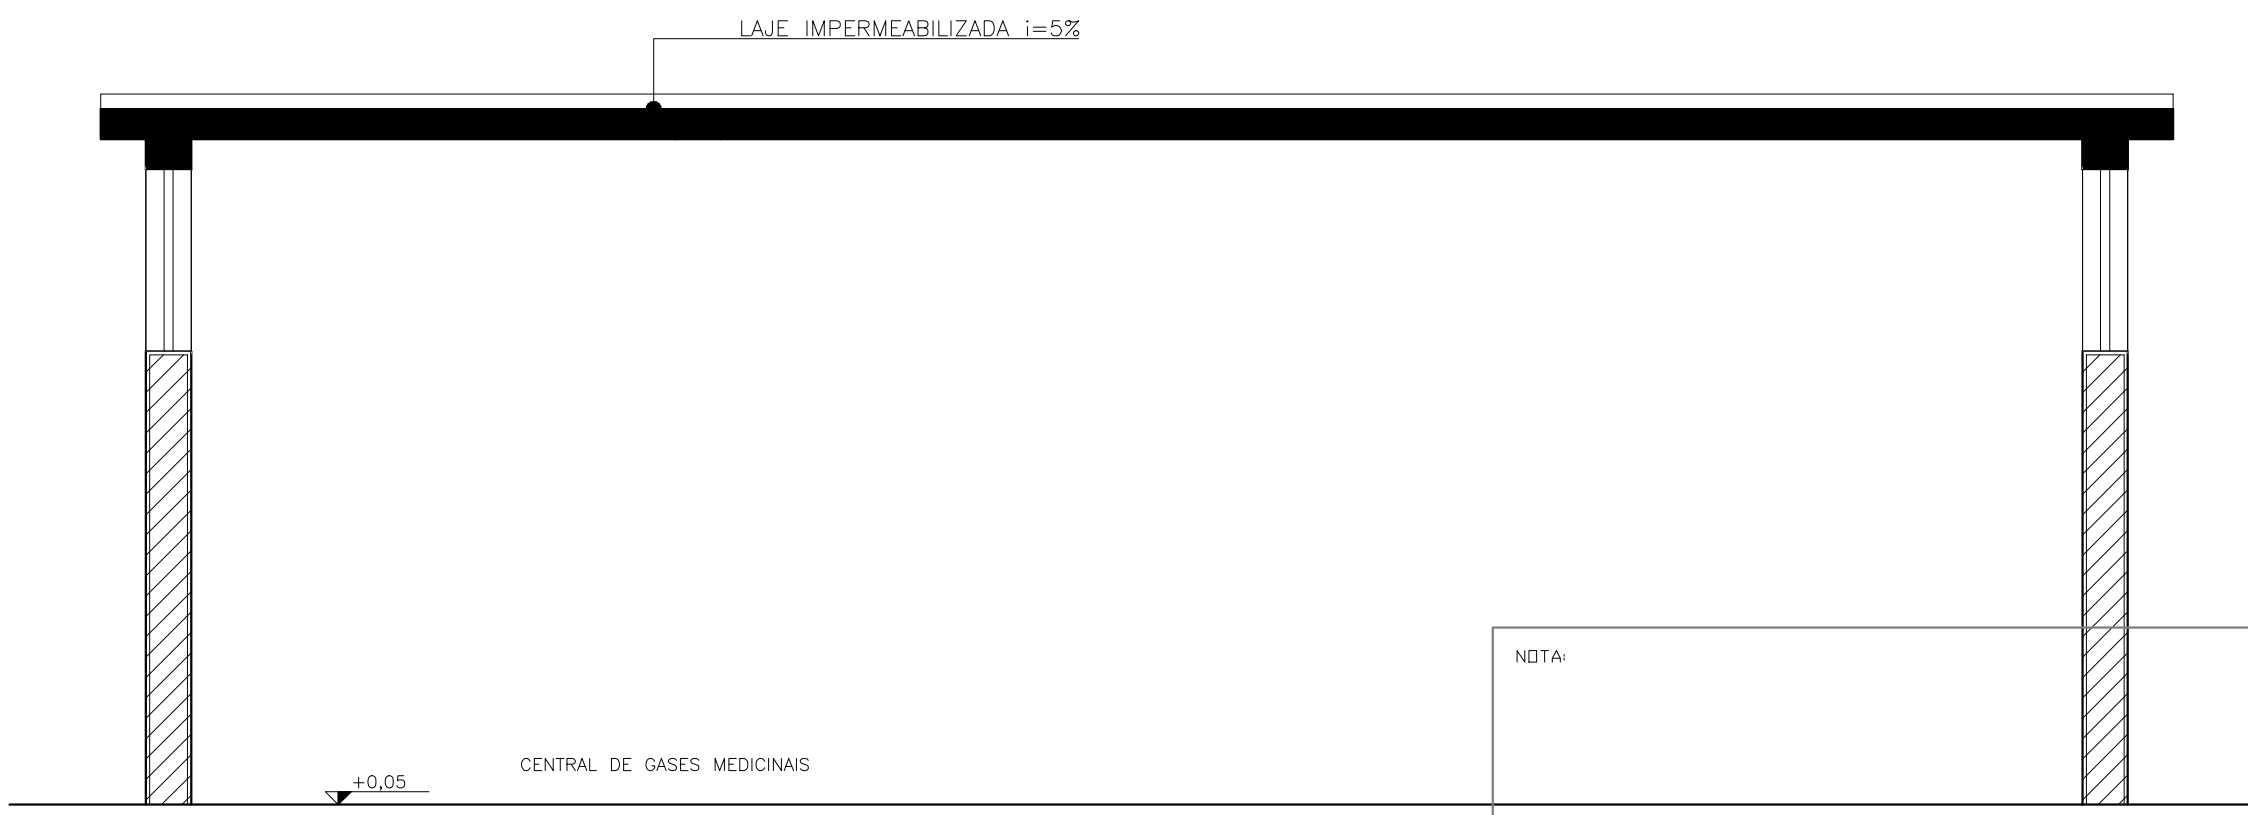 LAJE IMPERMEABILIZADA i=5%
NOTA:
CENTRAL DE GASES MEDICINAIS
+0,05